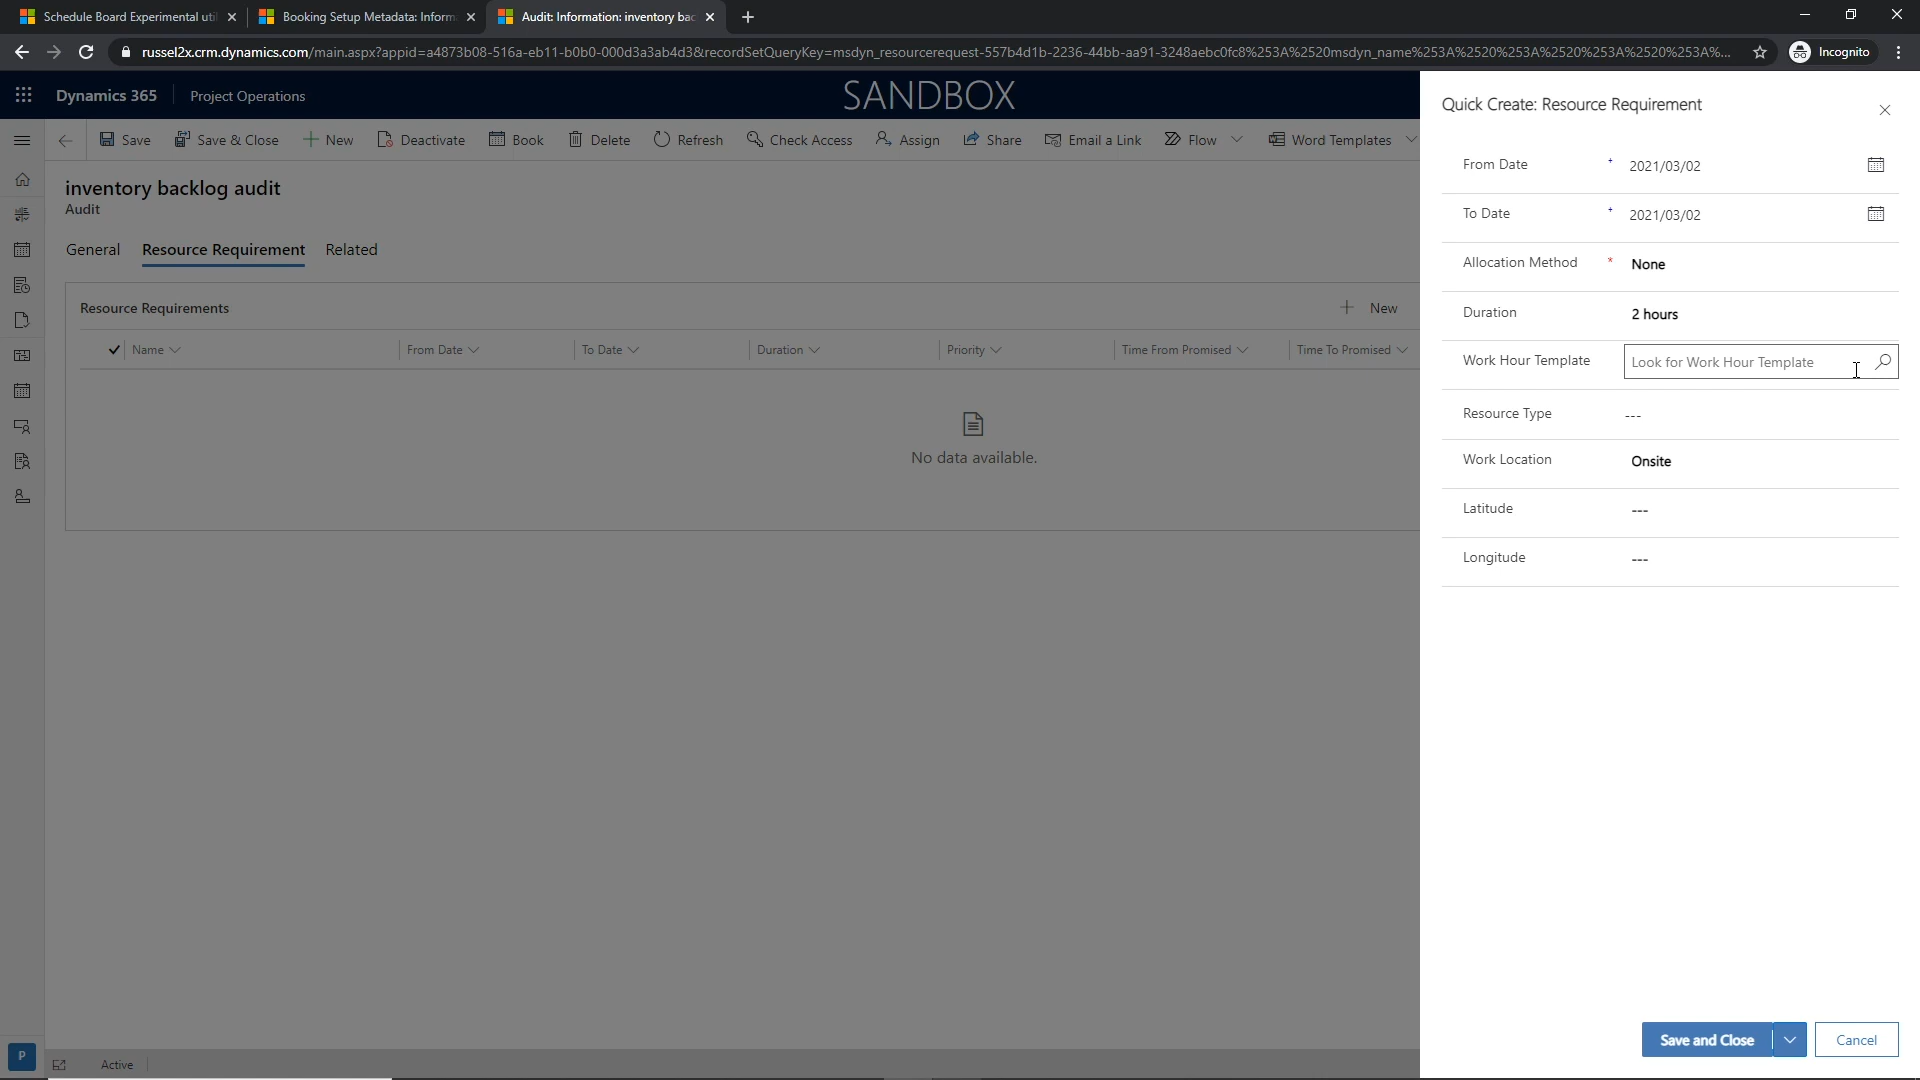 Schedule Board Experimental uti
Booking Setup Metadata: Inform
Audit: Information: inventory bac
russel2x.crm.dynamics.com/main.aspx?appid=a4873b08-516a-eb11-b0b0-000d3a3ab4d3&recordSetQueryKey=msdyn_resourcerequest-557b4d1b-2236-44bb-aa91-3248aebc0fc8%253A%2520msdyn_name%253A%2520%253A%2520%253A%2520%253A%...
Incognito
Dynamics 365
Project Operations
SANDBOX
Save
Save & Close
New
Deactivate
Book
Delete
Refresh
Check Access
Assign
Share
Email a Link
Flow
Word Templates
inventory backlog audit
Audit
General
Resource Requirement
Related
Resource Requirements
New
Name
From Date
To Date
Duration
Priority
Time From Promised
Time To Promised
No data available.
P
Active
Quick Create: Resource Requirement
From Date + 2021/03/02
To Date + 2021/03/02
Allocation Method * None
Duration 2 hours
Work Hour Template Look for Work Hour Template
Resource Type ---
Work Location Onsite
Latitude ---
Longitude ---
Save and Close
Cancel